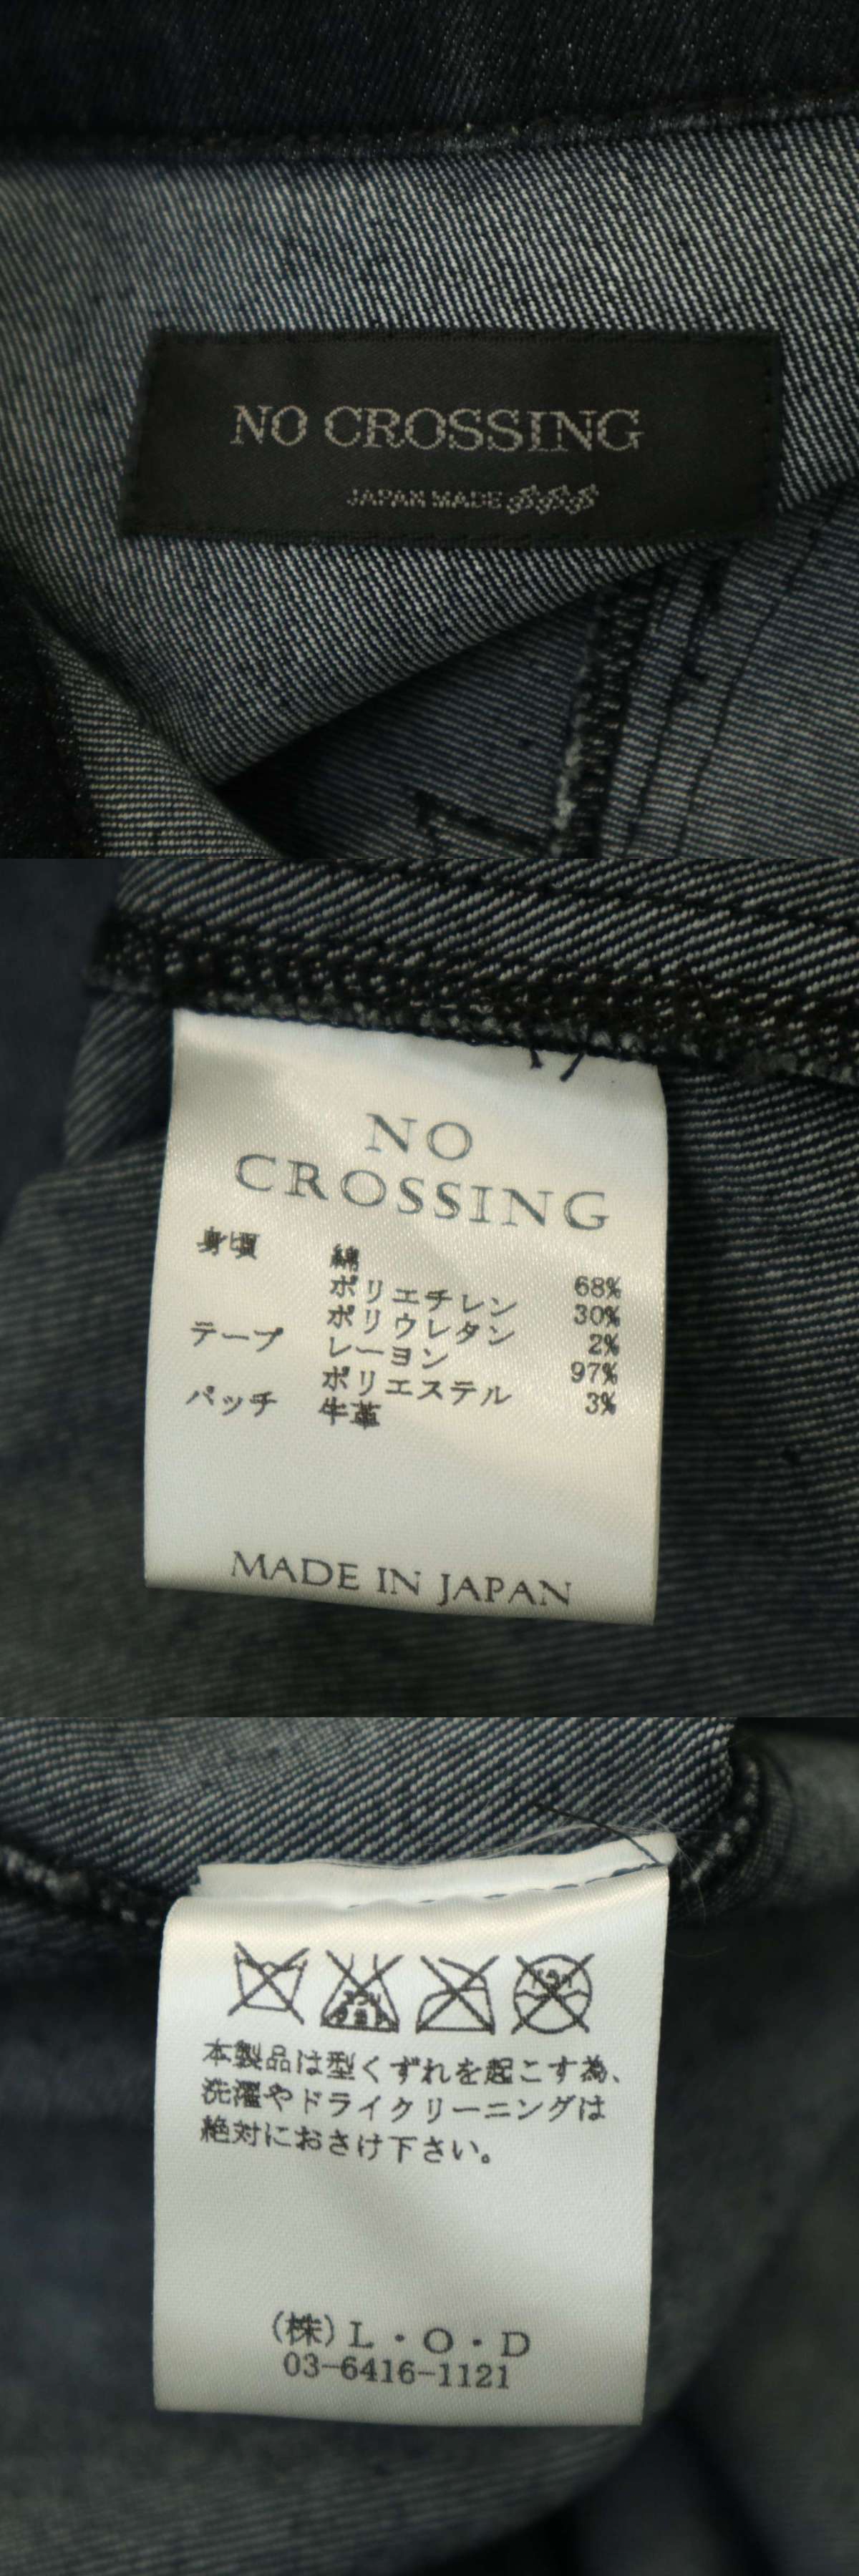 NO CROSSING
JAPAN MADE
NO
CROSSING
身頃 綿 68%
ポリエチレン 30%
ポリウレタン 2%
テープ レーヨン 97%
ポリエステル 3%
パッチ 牛革
MADE IN JAPAN
本製品は型くずれを起こす為、
洗濯やドライクリーニングは
絶対におさけ下さい。
(株)L・O・D
03-6416-1121